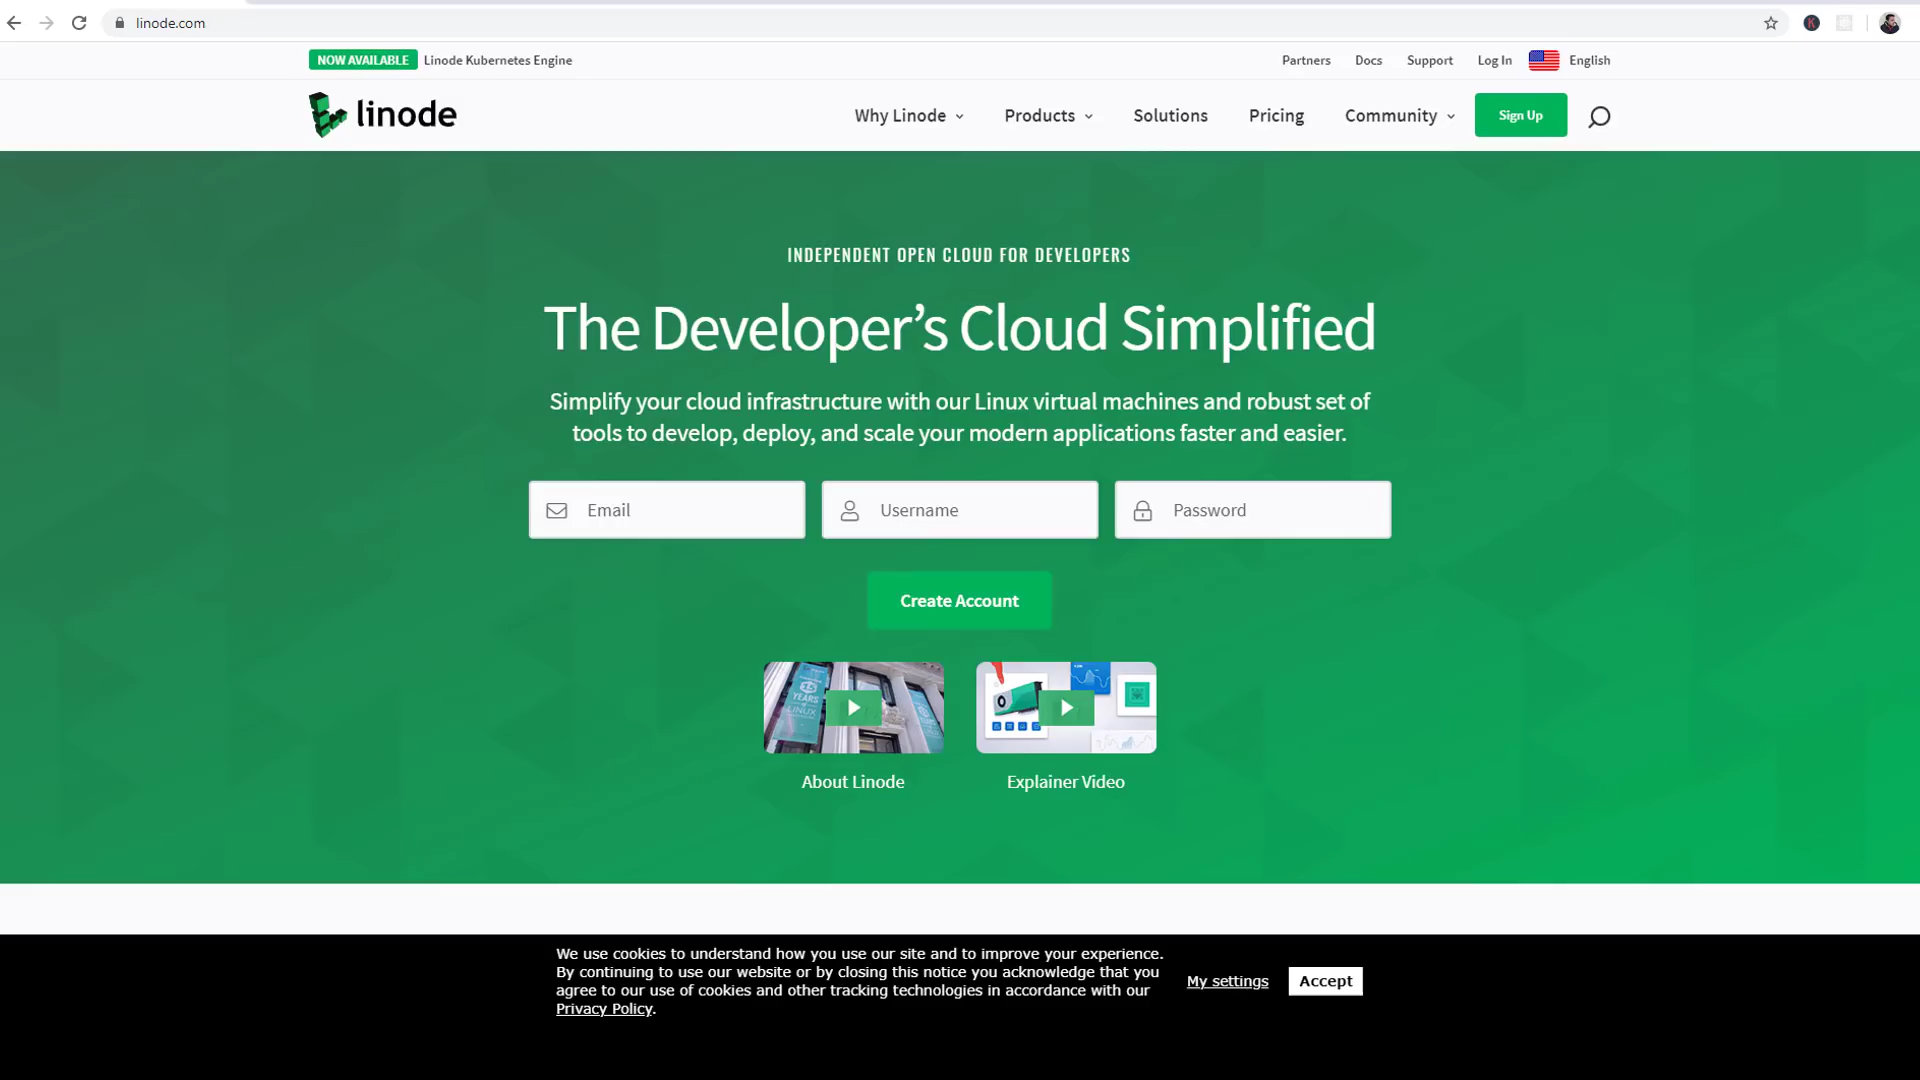 linode.com
NOW AVAILABLE Linode Kubernetes Engine
Partners Docs Support Log In English
linode
Why Linode Products Solutions Pricing Community Sign Up
INDEPENDENT OPEN CLOUD FOR DEVELOPERS
The Developer’s Cloud Simplified
Simplify your cloud infrastructure with our Linux virtual machines and robust set of
tools to develop, deploy, and scale your modern applications faster and easier.
Email Username Password
Create Account
15
YEARS
LINUX
About Linode Explainer Video
We use cookies to understand how you use our site and to improve your experience.
By continuing to use our website or by closing this notice you acknowledge that you
agree to our use of cookies and other tracking technologies in accordance with our
Privacy Policy.
My settings Accept